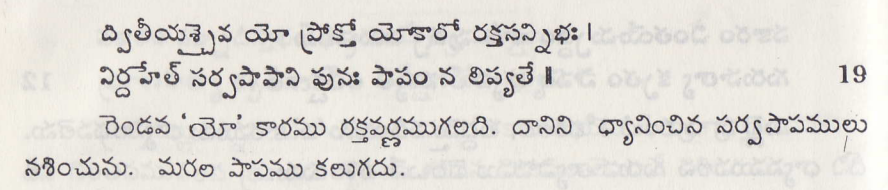 ద్వితీయశ్చైవ యో ప్రోక్తో యోకారో రక్తసన్నిభః |
నిర్దహేత్ సర్వపాపాని పునః పాపం న లిప్యతే ‖ 19
రెండవ ‘యో’ కారము రక్తవర్ణముగలది. దానిని ధ్యానించిన సర్వపాపములు
నశించును. మరల పాపము కలుగదు.